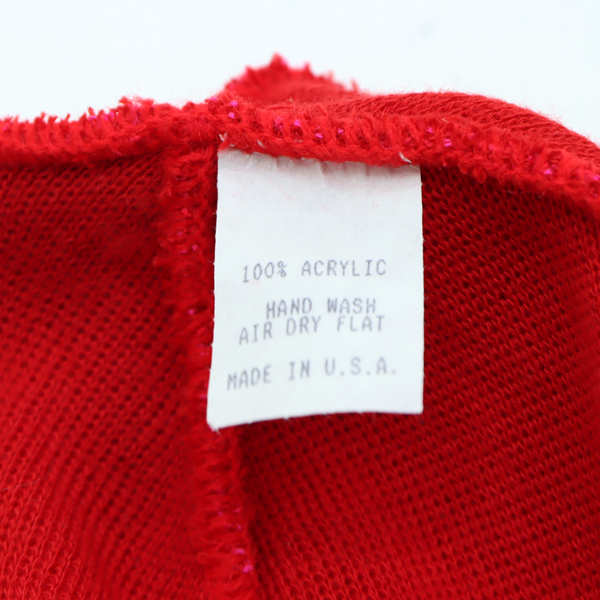 100% ACRYLIC
HAND WASH
AIR DRY FLAT
MADE IN U.S.A.